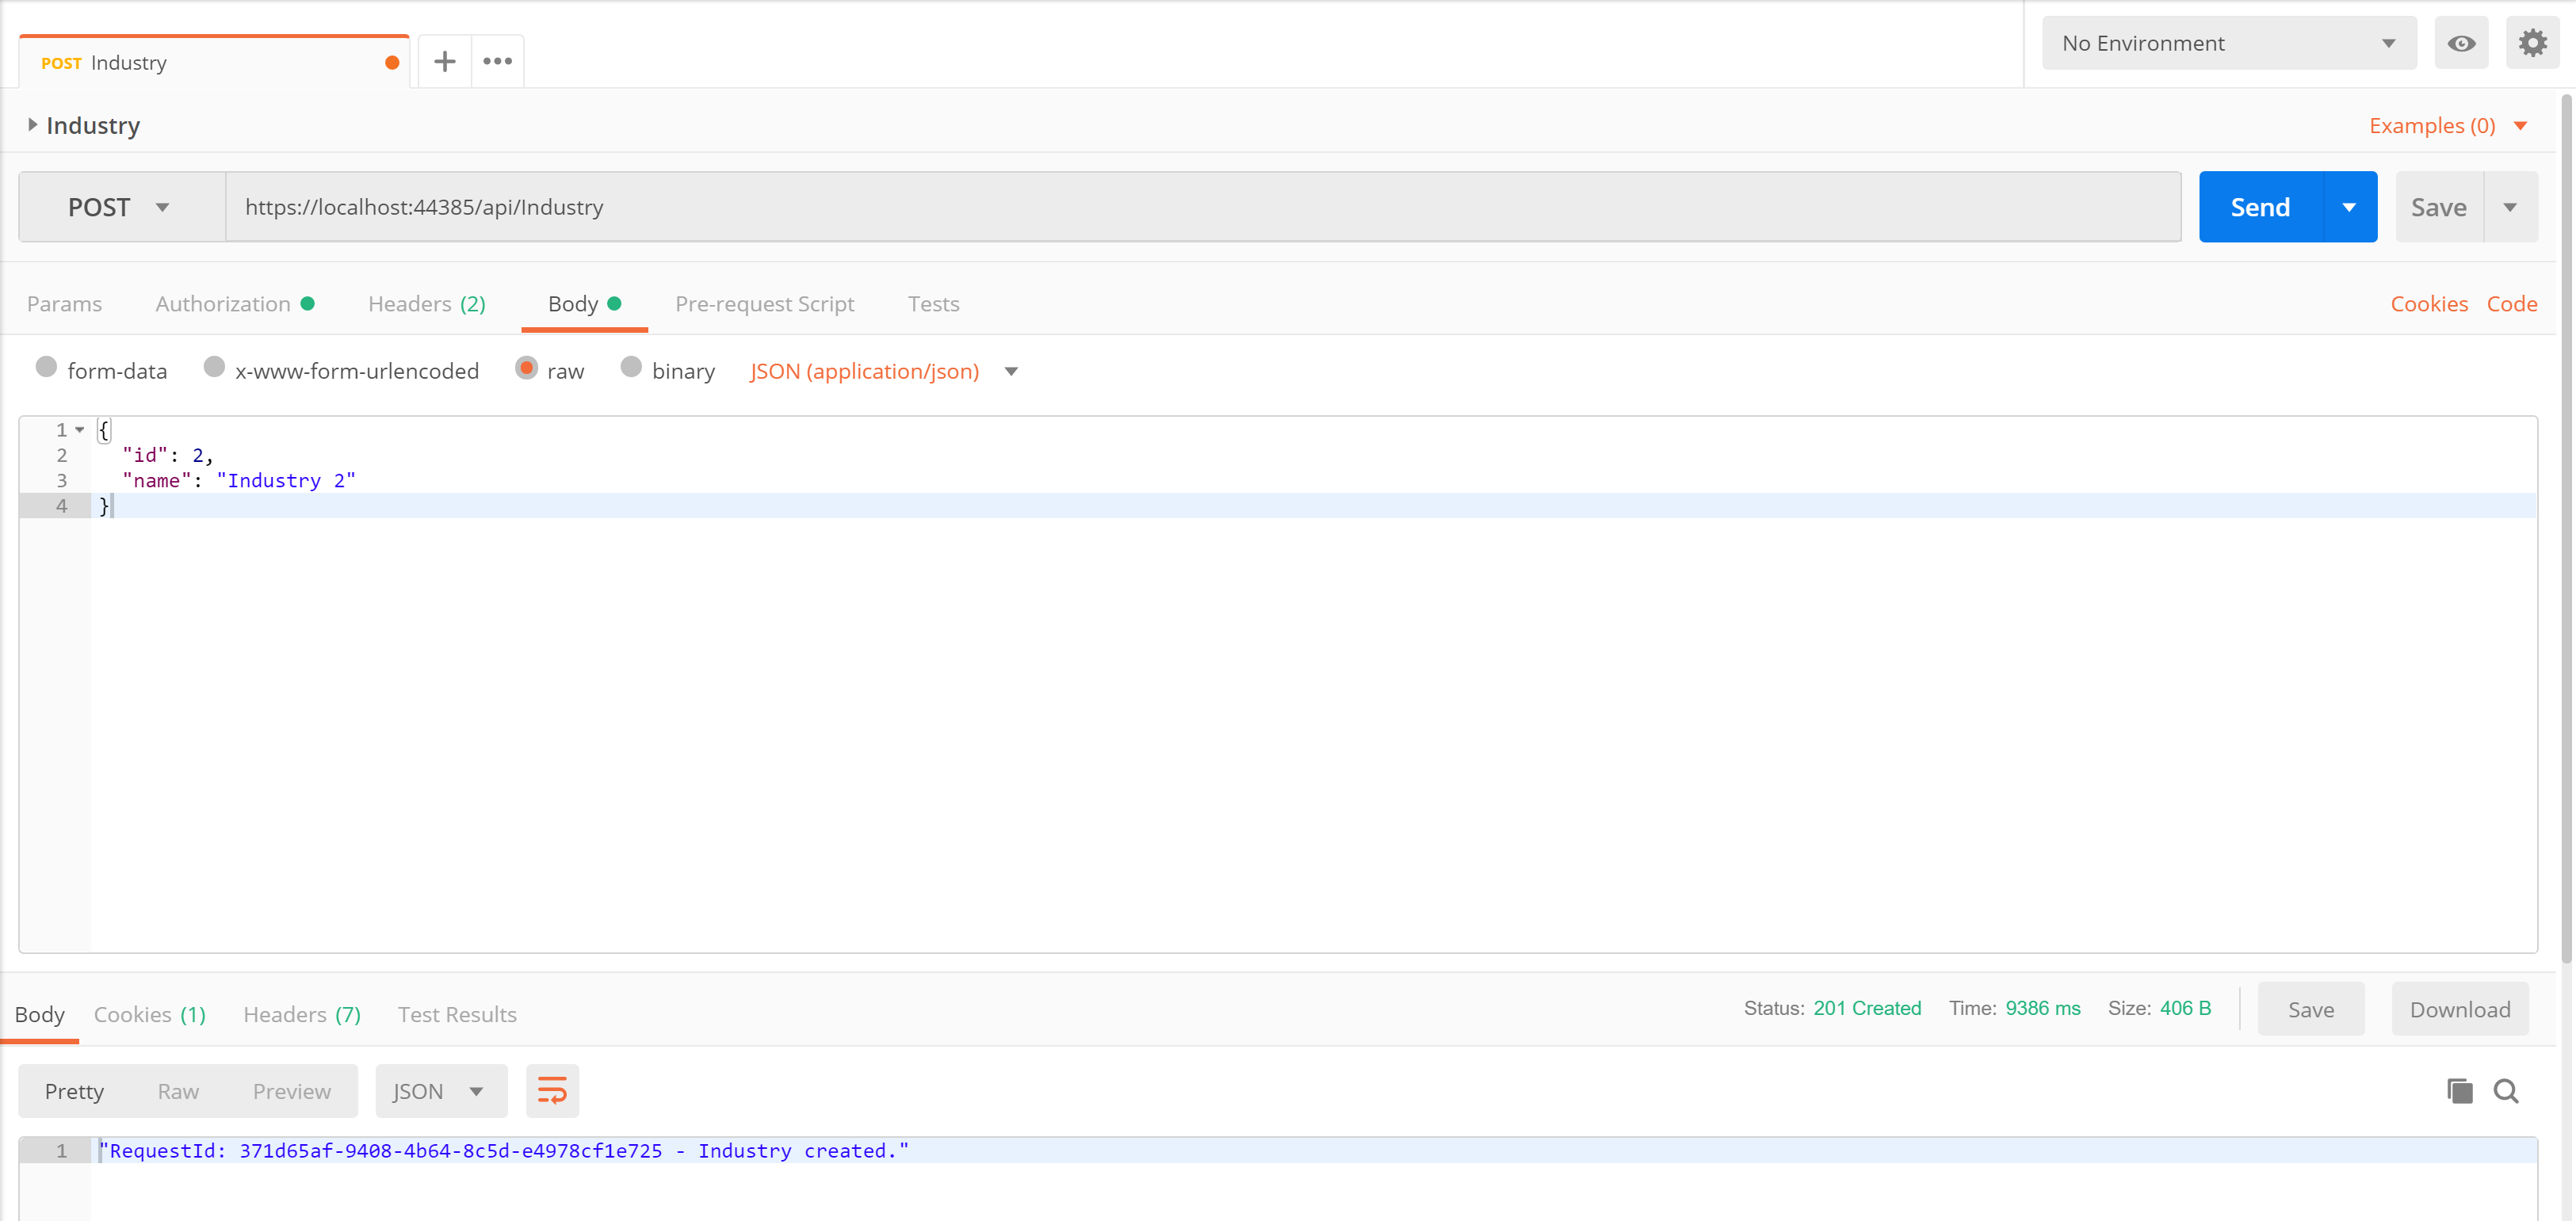 POST Industry
No Environment
Industry
Examples (0)
POST
https://localhost:44385/api/Industry
Send
Save
Params Authorization Headers (2) Body Pre-request Script Tests Cookies Code
form-data x-www-form-urlencoded raw binary JSON (application/json)
1 {
2 "id": 2,
3 "name": "Industry 2"
4 }
Body Cookies (1) Headers (7) Test Results Status: 201 Created Time: 9386 ms Size: 406 B Save Download
Pretty Raw Preview JSON
1 "RequestId: 371d65af-9408-4b64-8c5d-e4978cf1e725 - Industry created."